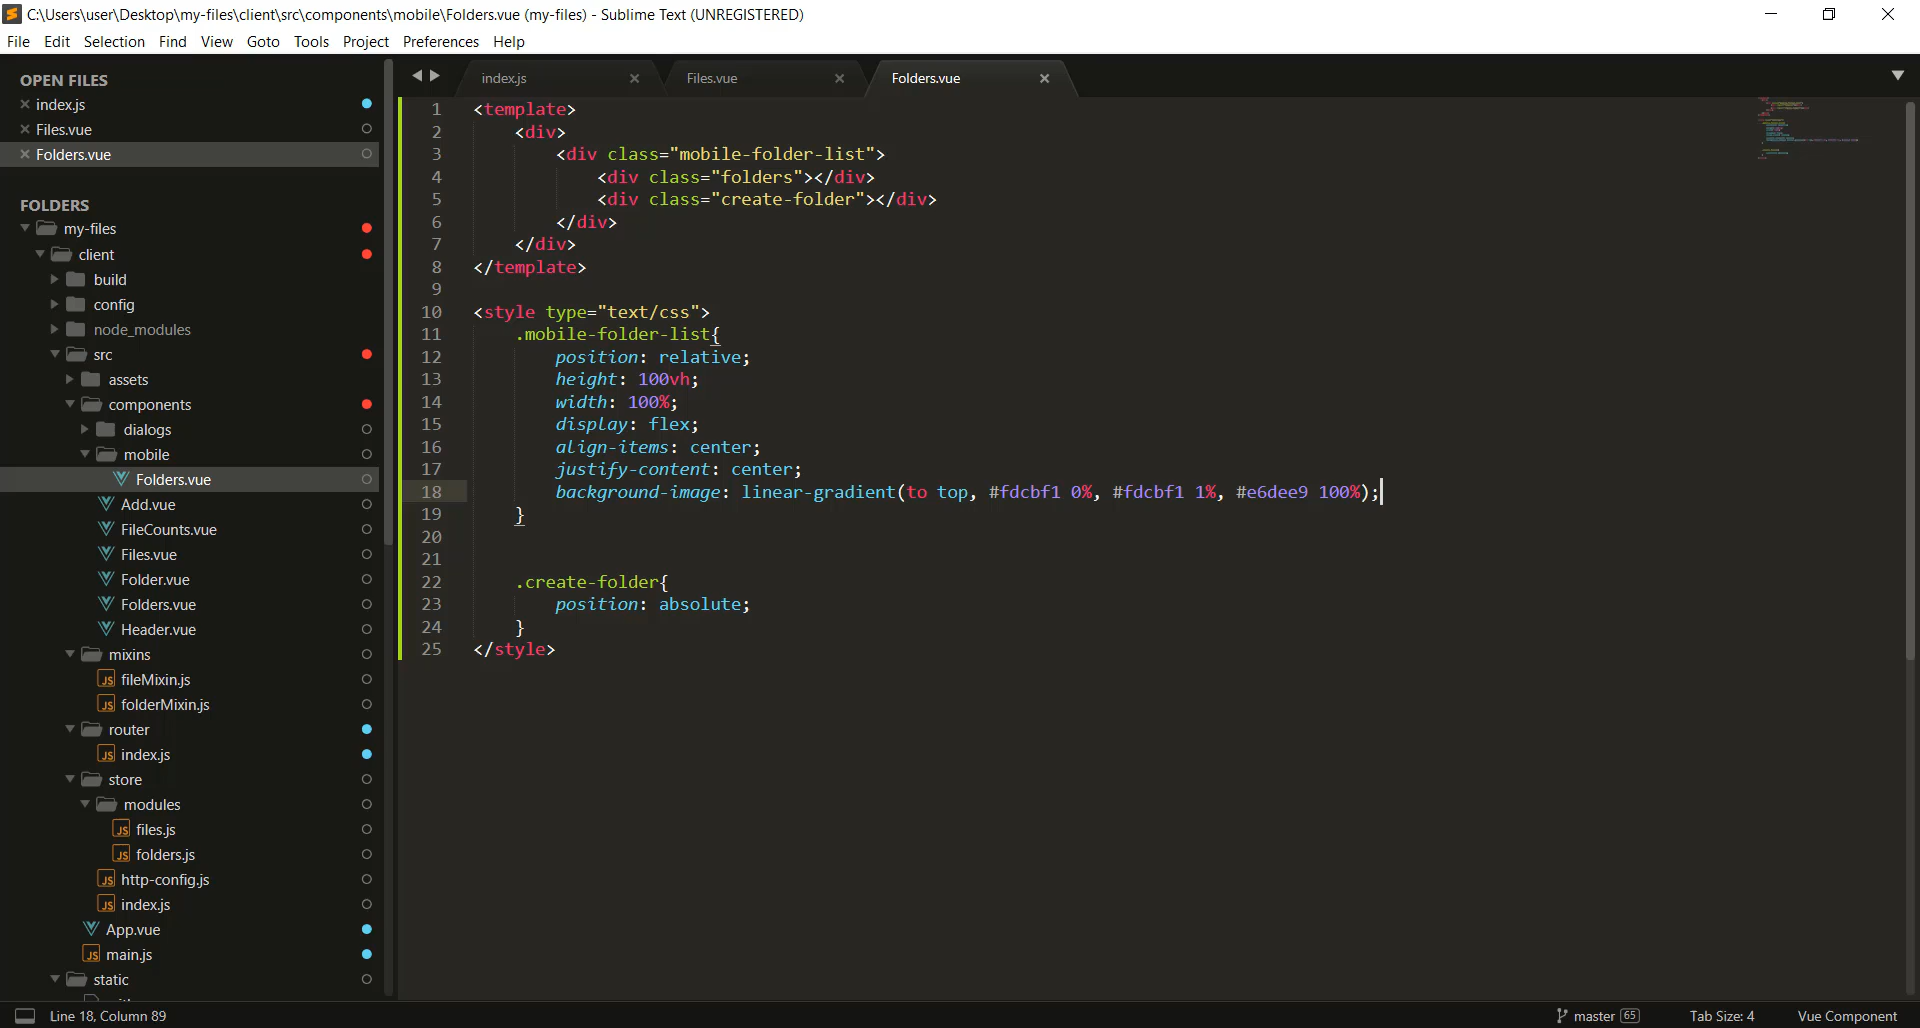 C:\Users\user\Desktop\my-files\client\src\components\mobile\Folders.vue (my-files) - Sublime Text (UNREGISTERED)
File Edit Selection Find View Goto Tools Project Preferences Help
OPEN FILES
index.js
Files.vue
Folders.vue
FOLDERS
my-files
client
build
config
node_modules
src
assets
components
dialogs
mobile
Folders.vue
Add.vue
FileCounts.vue
Files.vue
Folder.vue
Folders.vue
Header.vue
mixins
JS fileMixin.js
JS folderMixin.js
router
JS index.js
store
modules
JS files.js
JS folders.js
JS http-config.js
JS index.js
App.vue
JS main.js
static
index.js Files.vue Folders.vue
1 <template>
2 <div>
3 <div class="mobile-folder-list">
4 <div class="folders"></div>
5 <div class="create-folder"></div>
6 </div>
7 </div>
8 </template>
9
10 <style type="text/css">
11 .mobile-folder-list{
12 position: relative;
13 height: 100vh;
14 width: 100%;
15 display: flex;
16 align-items: center;
17 justify-content: center;
18 background-image: linear-gradient(to top, #fdcbf1 0%, #fdcbf1 1%, #e6dee9 100%);
19 }
20
21
22 .create-folder{
23 position: absolute;
24 }
25 </style>
Line 18, Column 89
master 65
Tab Size: 4
Vue Component